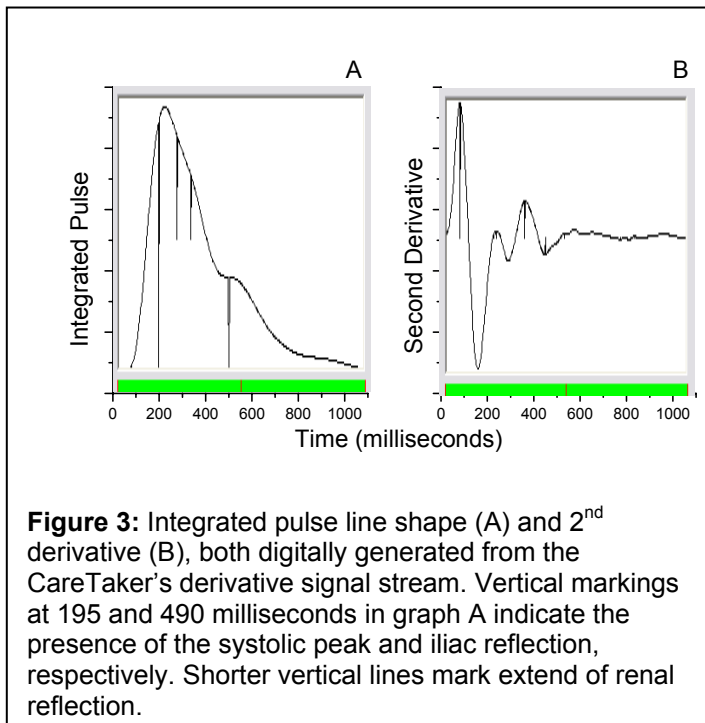 A
B
Integrated Pulse
Second Derivative
0 200 400 600 800 1000
0 200 400 600 800 1000
Time (milliseconds)
Figure 3: Integrated pulse line shape (A) and 2nd
derivative (B), both digitally generated from the
CareTaker’s derivative signal stream. Vertical markings
at 195 and 490 milliseconds in graph A indicate the
presence of the systolic peak and iliac reflection,
respectively. Shorter vertical lines mark extend of renal
reflection.